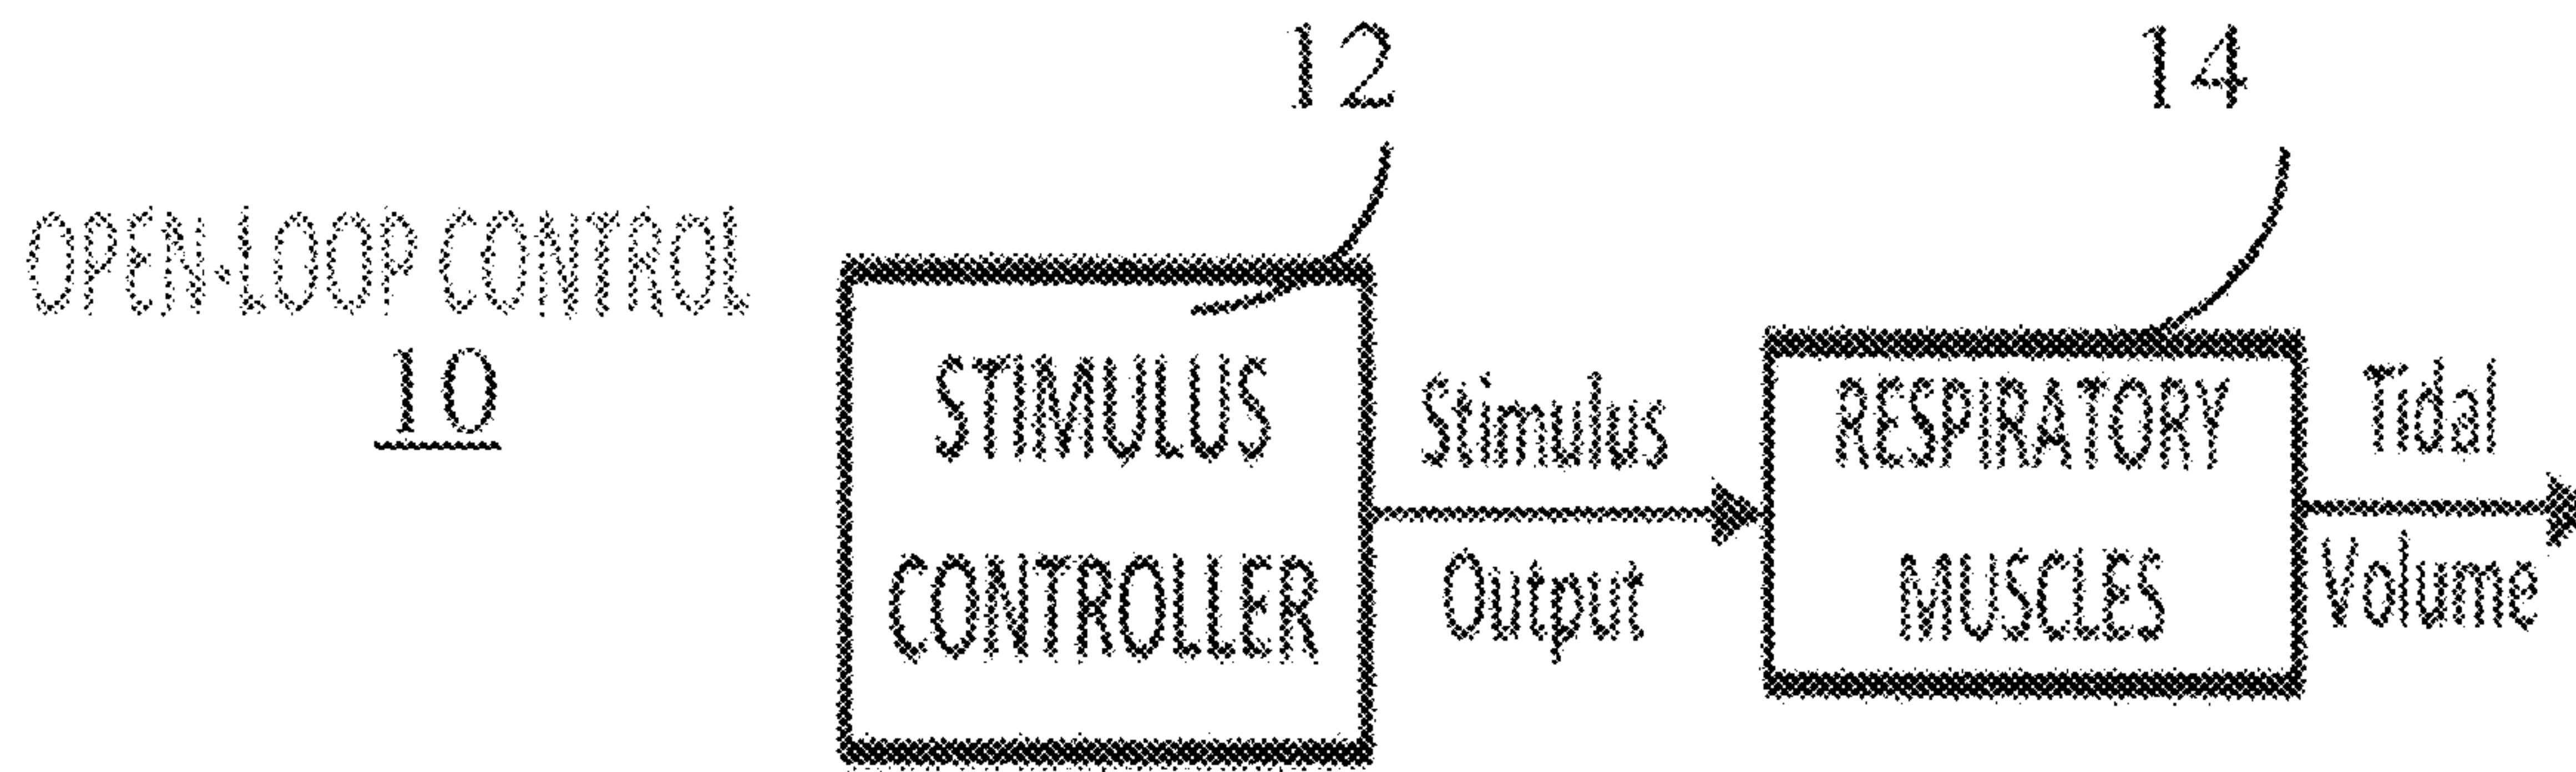 12
14
OPEN-LOOP CONTROL
10
STIMULUS
CONTROLLER
Stimulus
Output
RESPIRATORY
MUSCLES
Tidal
Volume